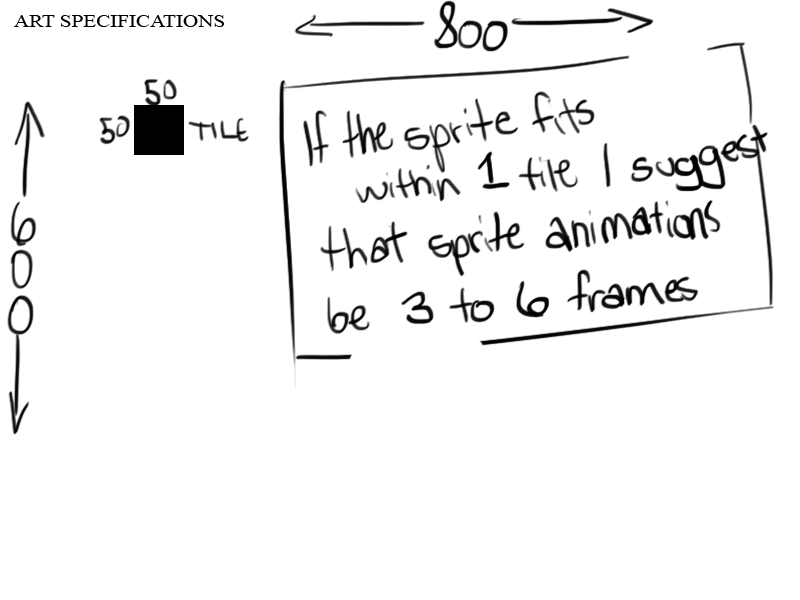 ART SPECIFICATIONS
800
50
50 TILE
600
If the sprite fits
within 1 tile I suggest
that sprite animations
be 3 to 6 frames